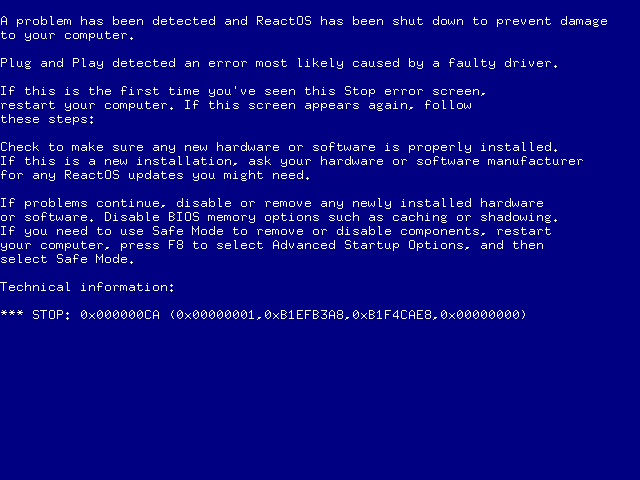 A problem has been detected and ReactOS has been shut down to prevent damage
to your computer.
Plug and Play detected an error most likely caused by a faulty driver.
If this is the first time you've seen this Stop error screen,
restart your computer. If this screen appears again, follow
these steps:
Check to make sure any new hardware or software is properly installed.
If this is a new installation, ask your hardware or software manufacturer
for any ReactOS updates you might need.
If problems continue, disable or remove any newly installed hardware
or software. Disable BIOS memory options such as caching or shadowing.
If you need to use Safe Mode to remove or disable components, restart
your computer, press F8 to select Advanced Startup Options, and then
select Safe Mode.
Technical information:
*** STOP: 0x000000CA (0x00000001,0xB1EFB3A8,0xB1F4CAE8,0x00000000)